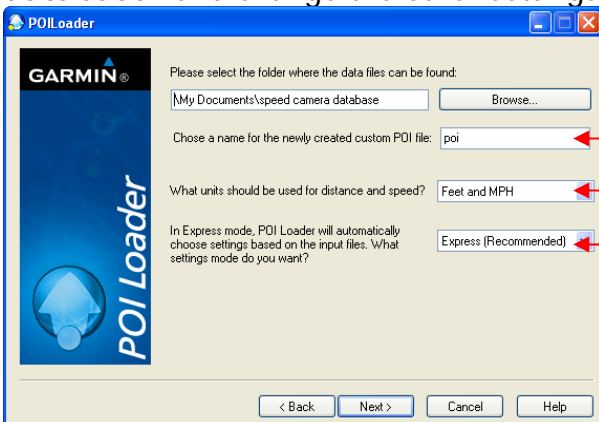 POILoader
GARMIN®
Please select the folder where the data files can be found:
\My Documents\speed camera database
Browse...
Chose a name for the newly created custom POI file:
poi
What units should be used for distance and speed?
Feet and MPH
In Express mode, POI Loader will automatically
choose settings based on the input files. What
settings mode do you want?
Express (Recommended)
POI Loader
< Back
Next >
Cancel
Help